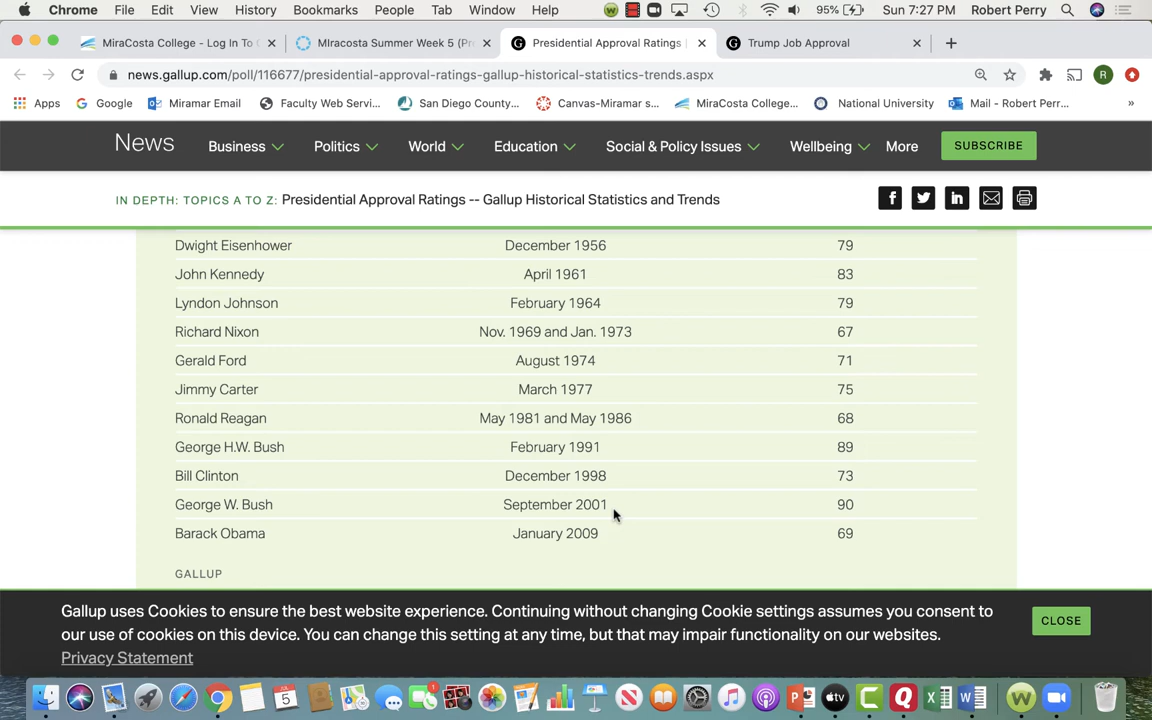 Chrome File Edit View History Bookmarks People Tab Window Help 95% Sun 7:27 PM Robert Perry
MiraCosta College - Log In To MIracosta Summer Week 5 (Pr Presidential Approval Ratings Trump Job Approval
news.gallup.com/poll/116677/presidential-approval-ratings-gallup-historical-statistics-trends.aspx
Apps Google Miramar Email Faculty Web Servi... San Diego County... Canvas-Miramar s... MiraCosta College... National University Mail - Robert Perr... »
News Business Politics World Education Social & Policy Issues Wellbeing More SUBSCRIBE
IN DEPTH: TOPICS A TO Z: Presidential Approval Ratings -- Gallup Historical Statistics and Trends
Dwight Eisenhower December 1956 79
John Kennedy April 1961 83
Lyndon Johnson February 1964 79
Richard Nixon Nov. 1969 and Jan. 1973 67
Gerald Ford August 1974 71
Jimmy Carter March 1977 75
Ronald Reagan May 1981 and May 1986 68
George H.W. Bush February 1991 89
Bill Clinton December 1998 73
George W. Bush September 2001 90
Barack Obama January 2009 69
GALLUP
Gallup uses Cookies to ensure the best website experience. Continuing without changing Cookie settings assumes you consent to
our use of cookies on this device. You can change this setting at any time, but that may impair functionality on our websites.
CLOSE
Privacy Statement